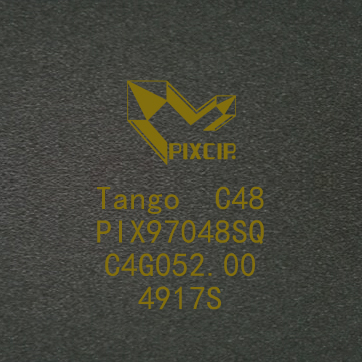 PIXCIR
Tango C48
PIX97048SQ
C4G052.00
4917S